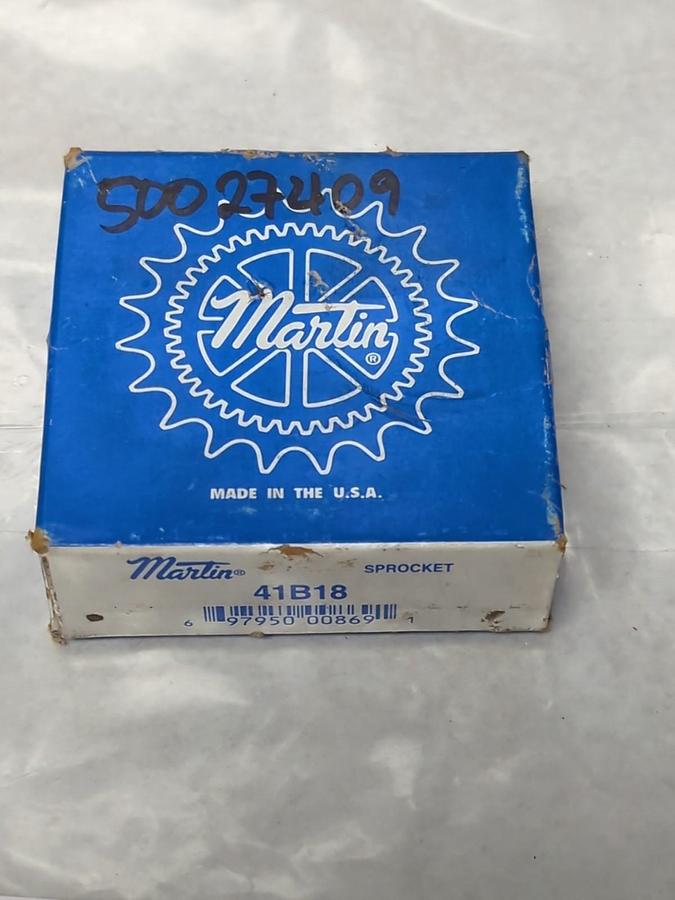 50027409
Martin®
MADE IN THE U.S.A.
Martin® SPROCKET
41B18
6 97950 00869 1